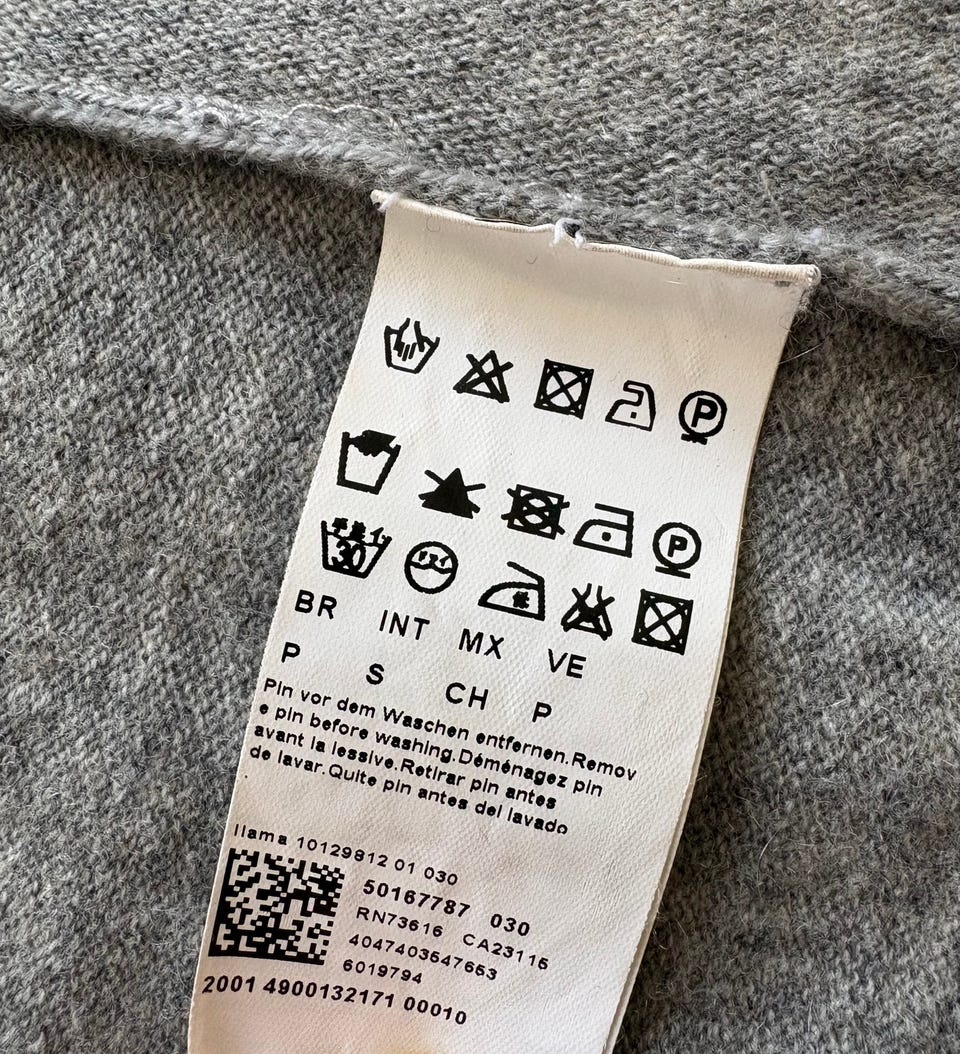 P
P
30
BR INT MX VE
P S CH P
Pin vor dem Waschen entfernen.Remov
e pin before washing.Déménagez pin
avant la lessive.Retirar pin antes
de lavar.Quite pin antes del lavado
llama 10129812 01 030
50167787 030
RN73616 CA23115
4047403647653
6019794
2001 4900132171 00010